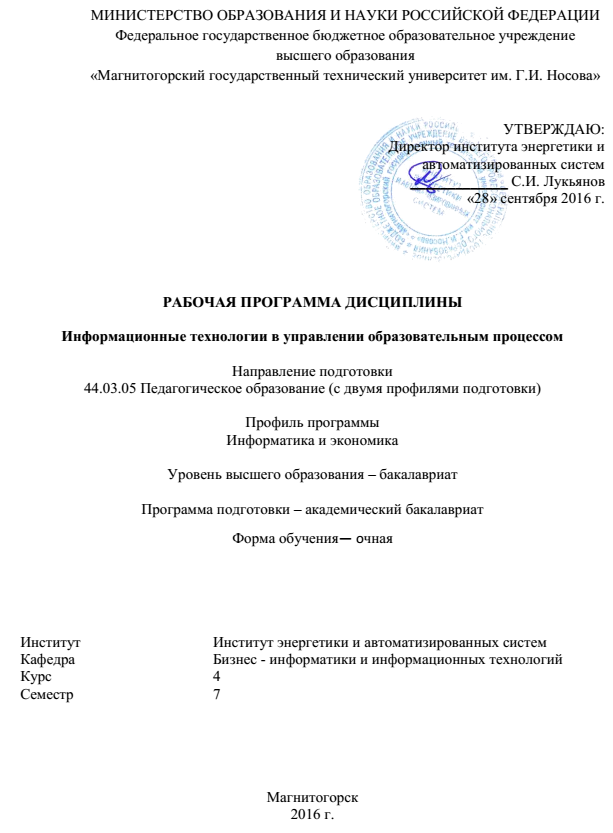 МИНИСТЕРСТВО ОБРАЗОВАНИЯ И НАУКИ РОССИЙСКОЙ ФЕДЕРАЦИИ
Федеральное государственное бюджетное образовательное учреждение
высшего образования
«Магнитогорский государственный технический университет им. Г.И. Носова»
УТВЕРЖДАЮ:
Директор института энергетики и
автоматизированных систем
С.И. Лукьянов
«28» сентября 2016 г.
РАБОЧАЯ ПРОГРАММА ДИСЦИПЛИНЫ
Информационные технологии в управлении образовательным процессом
Направление подготовки
44.03.05 Педагогическое образование (с двумя профилями подготовки)
Профиль программы
Информатика и экономика
Уровень высшего образования – бакалавриат
Программа подготовки – академический бакалавриат
Форма обучения— очная
Институт Институт энергетики и автоматизированных систем
Кафедра Бизнес - информатики и информационных технологий
Курс 4
Семестр 7
Магнитогорск
2016 г.